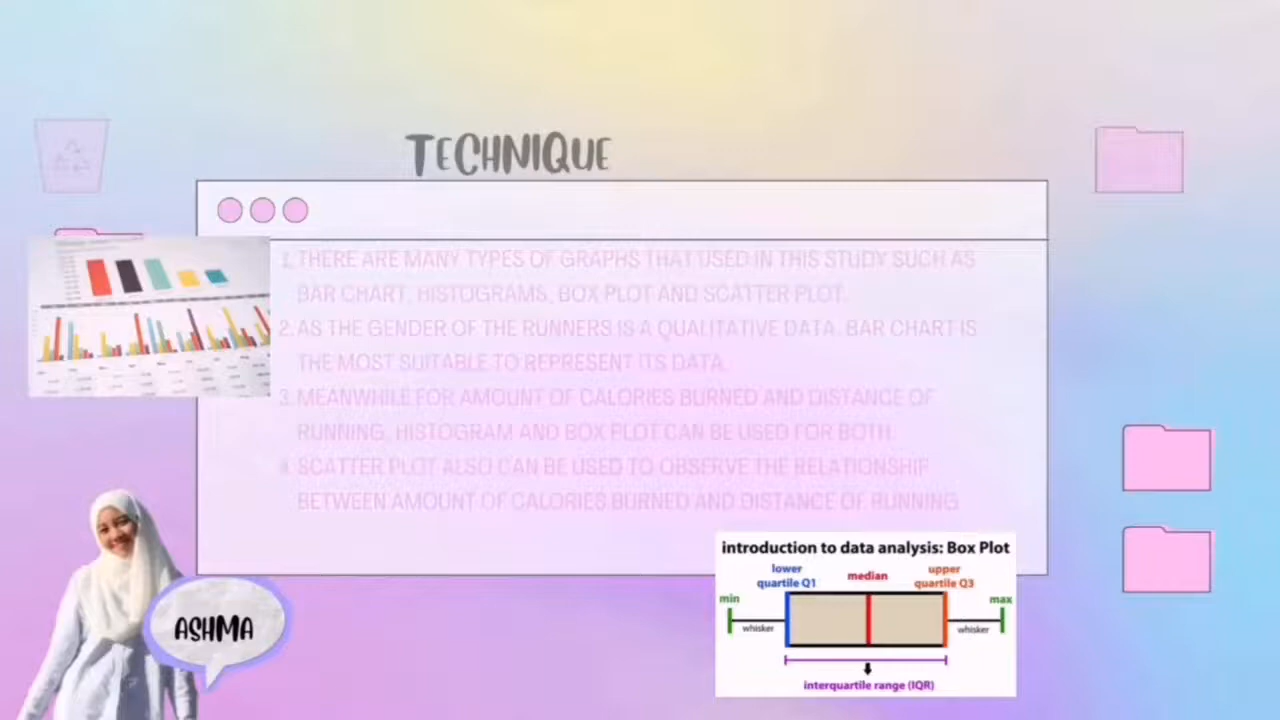 TECHNIQUE
1. THERE ARE MANY TYPES OF GRAPHS THAT USED IN THIS STUDY SUCH AS
BAR CHART, HISTOGRAMS, BOX PLOT AND SCATTER PLOT.
2. AS THE GENDER OF THE RUNNERS IS A QUALITATIVE DATA, BAR CHART IS
THE MOST SUITABLE TO REPRESENT ITS DATA.
3. MEANWHILE FOR AMOUNT OF CALORIES BURNED AND DISTANCE OF
RUNNING, HISTOGRAM AND BOX PLOT CAN BE USED FOR BOTH.
4. SCATTER PLOT ALSO CAN BE USED TO OBSERVE THE RELATIONSHIP
BETWEEN AMOUNT OF CALORIES BURNED AND DISTANCE OF RUNNING
introduction to data analysis: Box Plot
lower
quartile Q1
median
upper
quartile Q3
min
max
whisker
whisker
interquartile range (IQR)
ASHMA